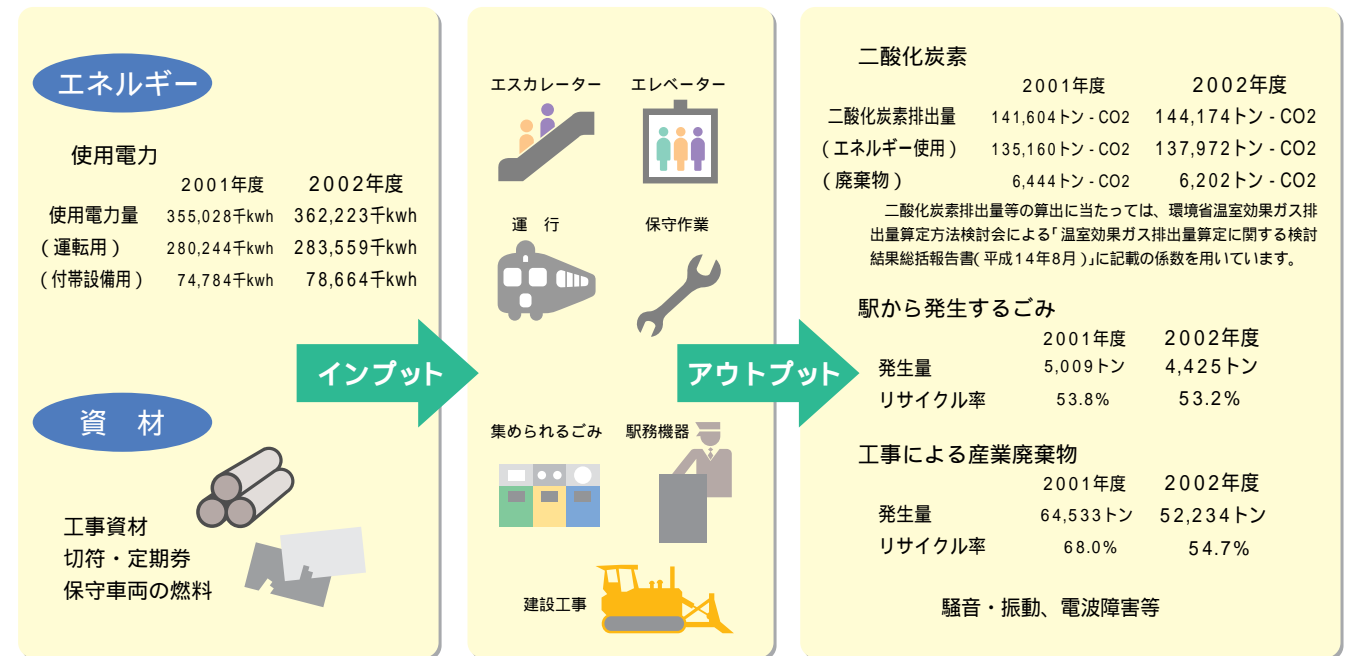 エネルギー
使用電力
2001年度 2002年度
使用電力量 355,028千kwh 362,223千kwh
(運転用) 280,244千kwh 283,559千kwh
(付帯設備用) 74,784千kwh 78,664千kwh
資 材
工事資材
切符・定期券
保守車両の燃料
インプット
エスカレーター エレベーター
運 行 保守作業
集められるごみ 駅務機器
建設工事
アウトプット
二酸化炭素
2001年度 2002年度
二酸化炭素排出量 141,604トン-CO2 144,174トン-CO2
(エネルギー使用) 135,160トン-CO2 137,972トン-CO2
(廃棄物) 6,444トン-CO2 6,202トン-CO2
二酸化炭素排出量等の算出に当たっては、環境省温室効果ガス排
出量算定方法検討会による「温室効果ガス排出量算定に関する検討
結果総括報告書(平成14年8月)」に記載の係数を用いています。
駅から発生するごみ
2001年度 2002年度
発生量 5,009トン 4,425トン
リサイクル率 53.8% 53.2%
工事による産業廃棄物
2001年度 2002年度
発生量 64,533トン 52,234トン
リサイクル率 68.0% 54.7%
騒音・振動、電波障害等